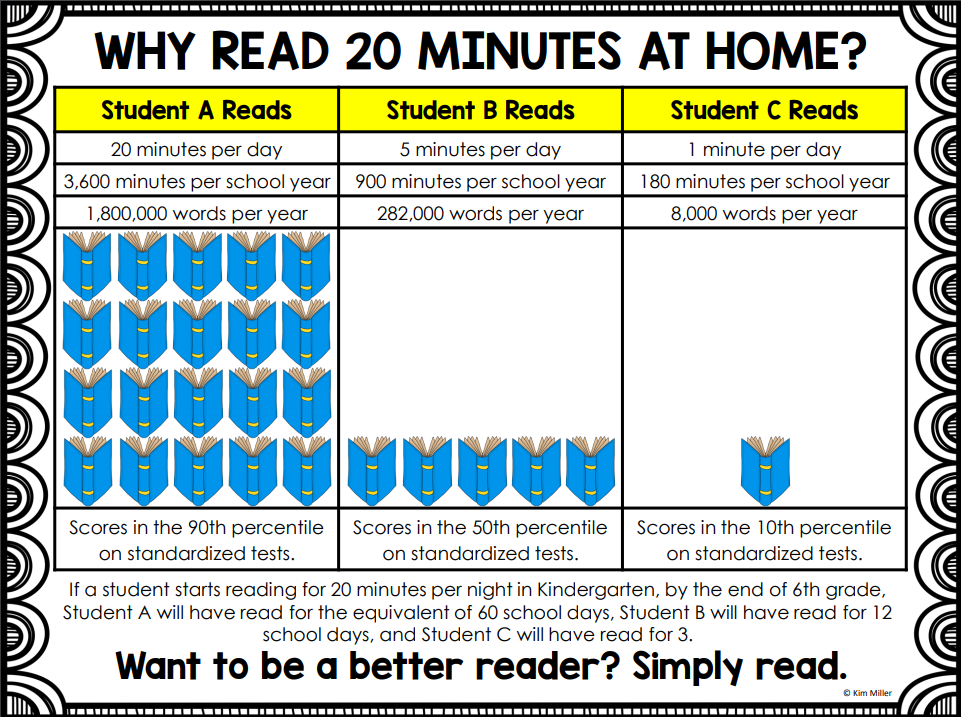 WHY READ 20 MINUTES AT HOME?
Student A Reads
Student B Reads
Student C Reads
20 minutes per day
5 minutes per day
1 minute per day
3,600 minutes per school year
900 minutes per school year
180 minutes per school year
1,800,000 words per year
282,000 words per year
8,000 words per year
Scores in the 90th percentile
on standardized tests.
Scores in the 50th percentile
on standardized tests.
Scores in the 10th percentile
on standardized tests.
If a student starts reading for 20 minutes per night in Kindergarten, by the end of 6th grade,
Student A will have read for the equivalent of 60 school days, Student B will have read for 12
school days, and Student C will have read for 3.
Want to be a better reader? Simply read.
© Kim Miller